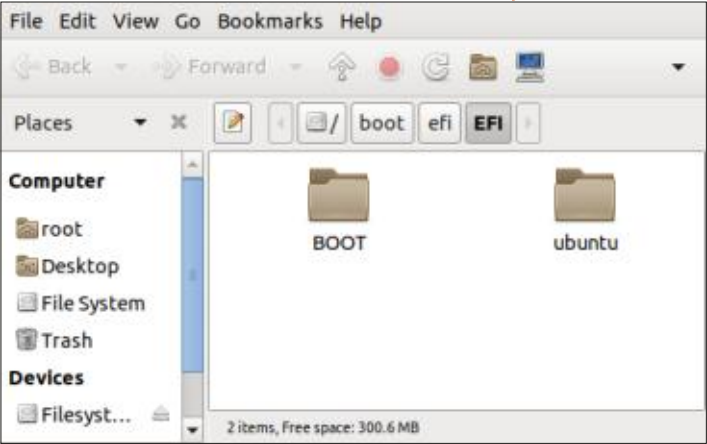 File Edit View Go Bookmarks Help
Back Forward
Places / boot efi EFI
Computer
root
Desktop
File System
Trash
Devices
Filesyst...
BOOT ubuntu
2 items, Free space: 300.6 MB